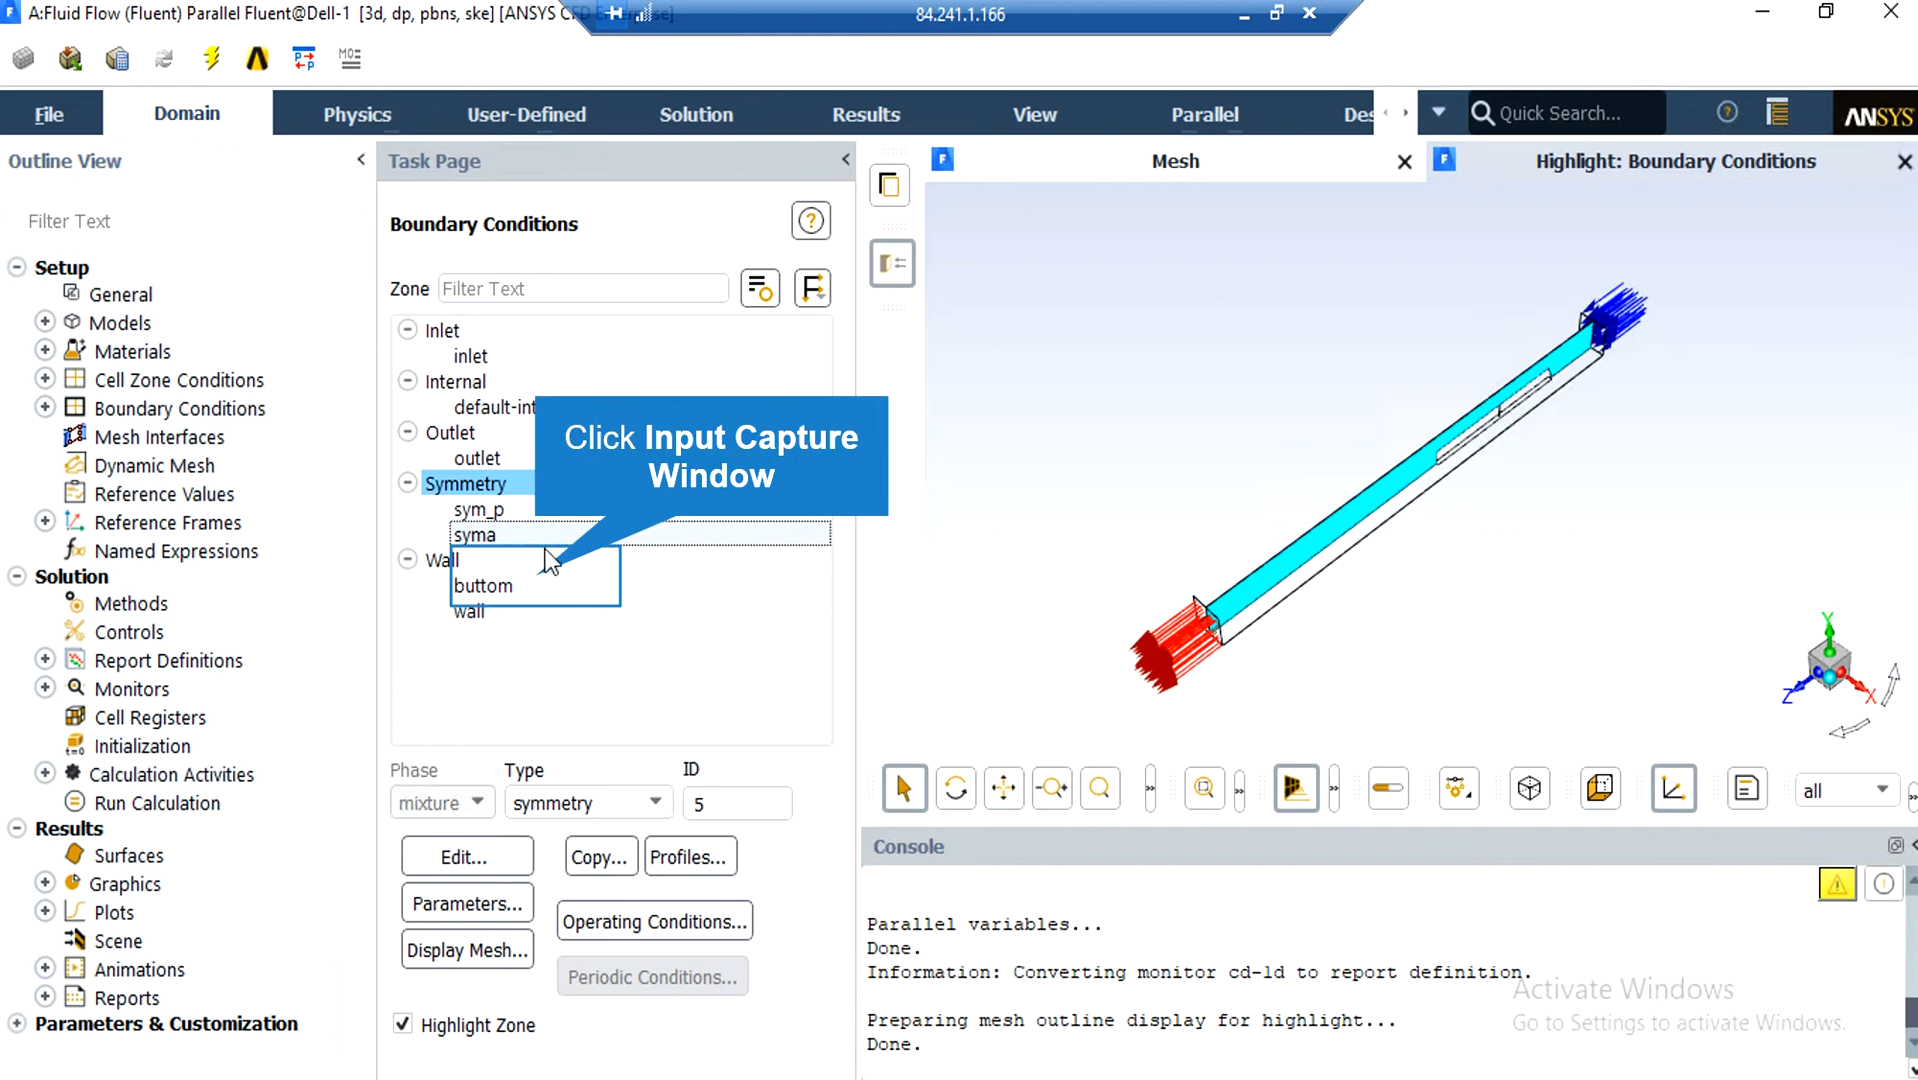 A:Fluid Flow (Fluent) Parallel Fluent@Dell-1 [3d, dp, pbns, ske] [ANSYS CFD Enterprise]
84.241.1.166
File
Domain
Physics
User-Defined
Solution
Results
View
Parallel
Des
Quick Search...
ANSYS
Outline View
Filter Text
Setup
General
Models
Materials
Cell Zone Conditions
Boundary Conditions
Mesh Interfaces
Dynamic Mesh
Reference Values
Reference Frames
Named Expressions
Solution
Methods
Controls
Report Definitions
Monitors
Cell Registers
Initialization
Calculation Activities
Run Calculation
Results
Surfaces
Graphics
Plots
Scene
Animations
Reports
Parameters & Customization
Task Page
Boundary Conditions
Zone
Filter Text
Inlet
inlet
Internal
default-int
Outlet
outlet
Symmetry
sym_p
syma
Wall
buttom
wall
Click Input Capture
Window
Phase
Type
ID
mixture
symmetry
5
Edit...
Copy...
Profiles...
Parameters...
Operating Conditions...
Display Mesh...
Periodic Conditions...
Highlight Zone
Mesh
Highlight: Boundary Conditions
Y
Z
X
all
Console
Parallel variables...
Done.
Information: Converting monitor cd-1d to report definition.
Preparing mesh outline display for highlight...
Done.
Activate Windows
Go to Settings to activate Windows.